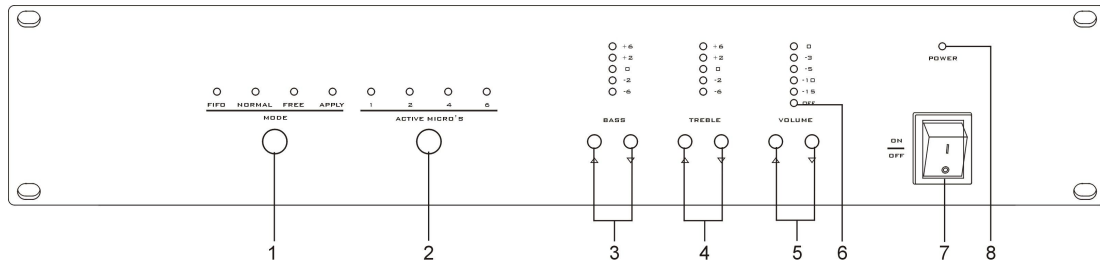 FIFO NORMAL FREE APPLY
MODE
1 2 4 6
ACTIVE MICRO'S
+6
+2
0
-2
-6
BASS
+6
+2
0
-2
-6
TREBLE
0
-3
-5
-10
-15
OFF
VOLUME
POWER
ON
OFF
1 2 3 4 5 6 7 8